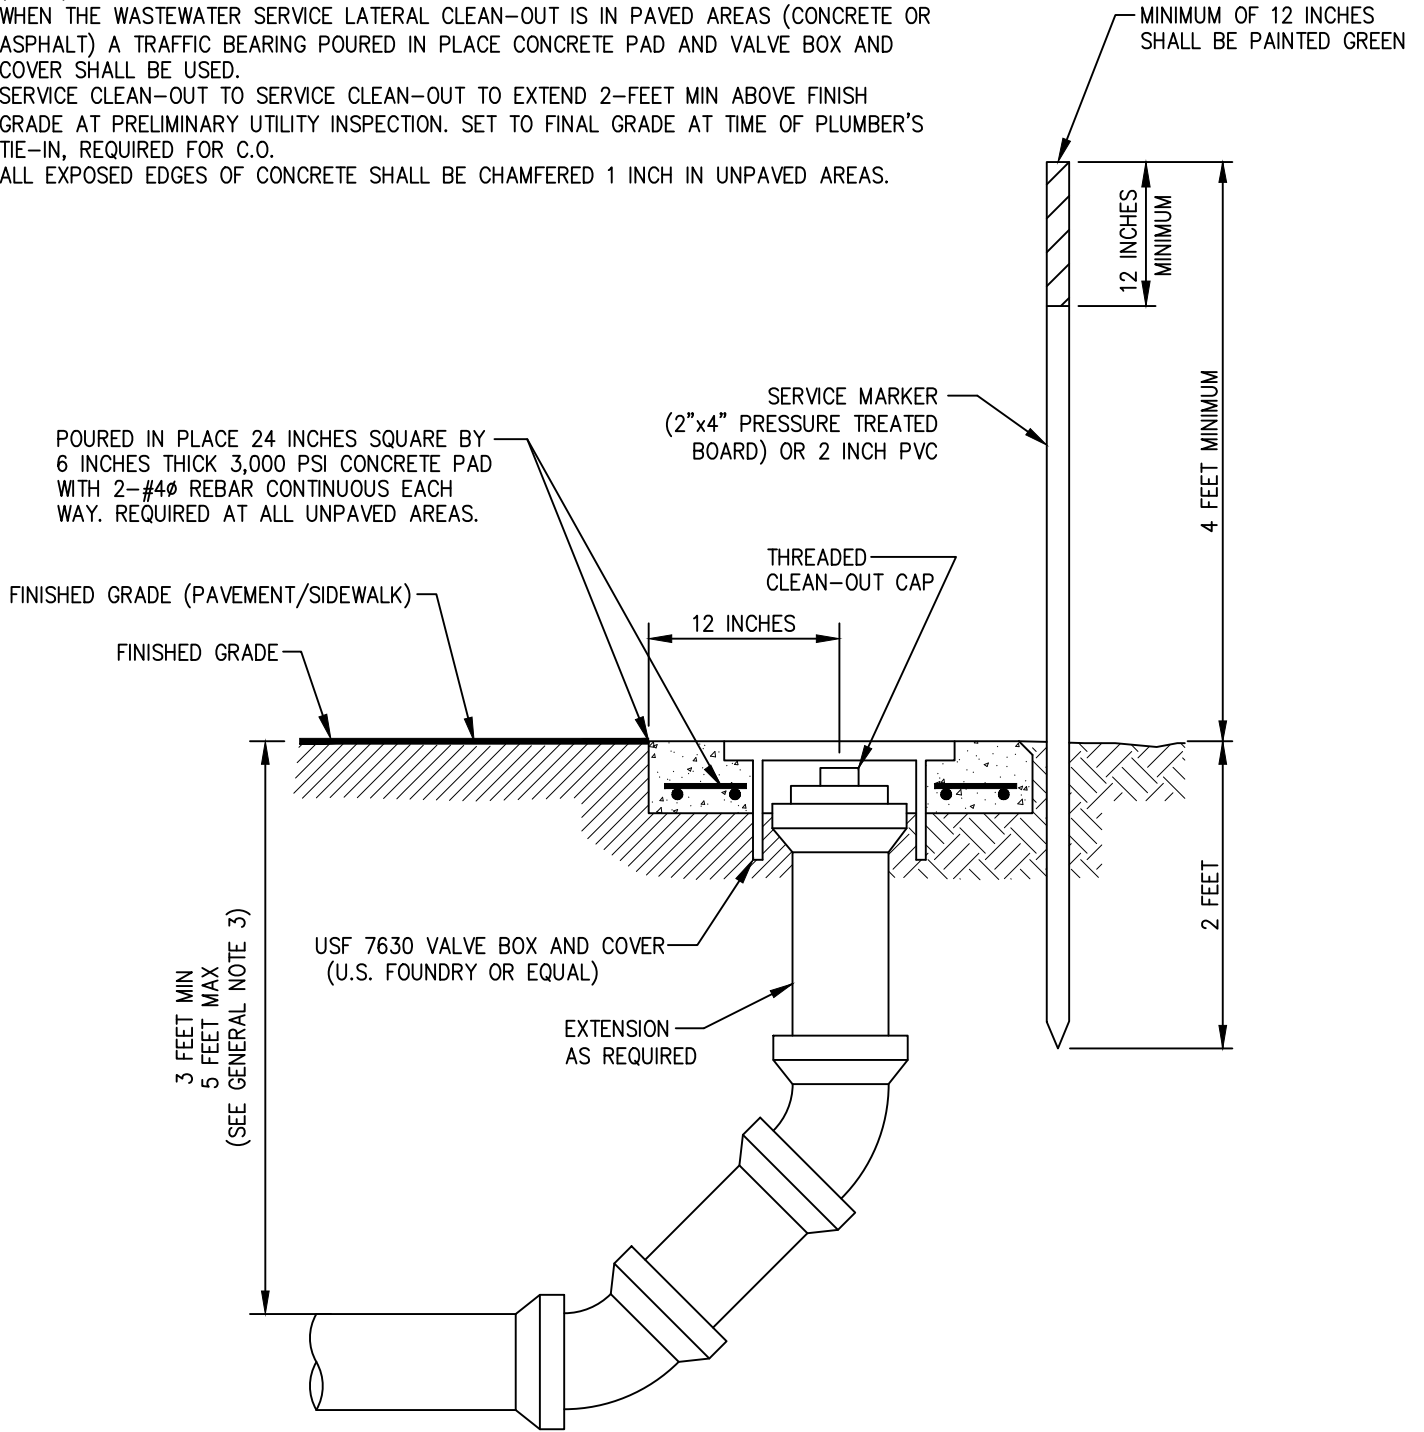 WHEN THE WASTEWATER SERVICE LATERAL CLEAN-OUT IS IN PAVED AREAS (CONCRETE OR
ASPHALT) A TRAFFIC BEARING POURED IN PLACE CONCRETE PAD AND VALVE BOX AND
COVER SHALL BE USED.
SERVICE CLEAN-OUT TO SERVICE CLEAN-OUT TO EXTEND 2-FEET MIN ABOVE FINISH
GRADE AT PRELIMINARY UTILITY INSPECTION. SET TO FINAL GRADE AT TIME OF PLUMBER'S
TIE-IN, REQUIRED FOR C.O.
ALL EXPOSED EDGES OF CONCRETE SHALL BE CHAMFERED 1 INCH IN UNPAVED AREAS.
MINIMUM OF 12 INCHES
SHALL BE PAINTED GREEN
12 INCHES
MINIMUM
4 FEET MINIMUM
SERVICE MARKER
(2"x4" PRESSURE TREATED
BOARD) OR 2 INCH PVC
POURED IN PLACE 24 INCHES SQUARE BY
6 INCHES THICK 3,000 PSI CONCRETE PAD
WITH 2-#4ø REBAR CONTINUOUS EACH
WAY. REQUIRED AT ALL UNPAVED AREAS.
THREADED
CLEAN-OUT CAP
FINISHED GRADE (PAVEMENT/SIDEWALK)
12 INCHES
FINISHED GRADE
2 FEET
USF 7630 VALVE BOX AND COVER
(U.S. FOUNDRY OR EQUAL)
3 FEET MIN
5 FEET MAX
(SEE GENERAL NOTE 3)
EXTENSION
AS REQUIRED